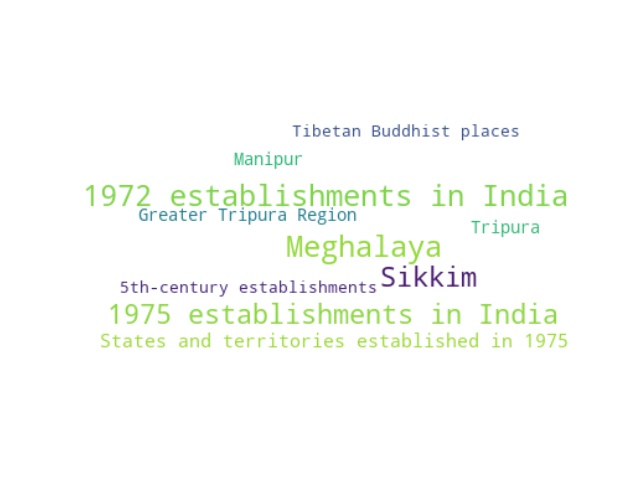 Tibetan Buddhist places
Manipur
1972 establishments in India
Greater Tripura Region
Tripura
Meghalaya
Sikkim
5th-century establishments
1975 establishments in India
States and territories established in 1975